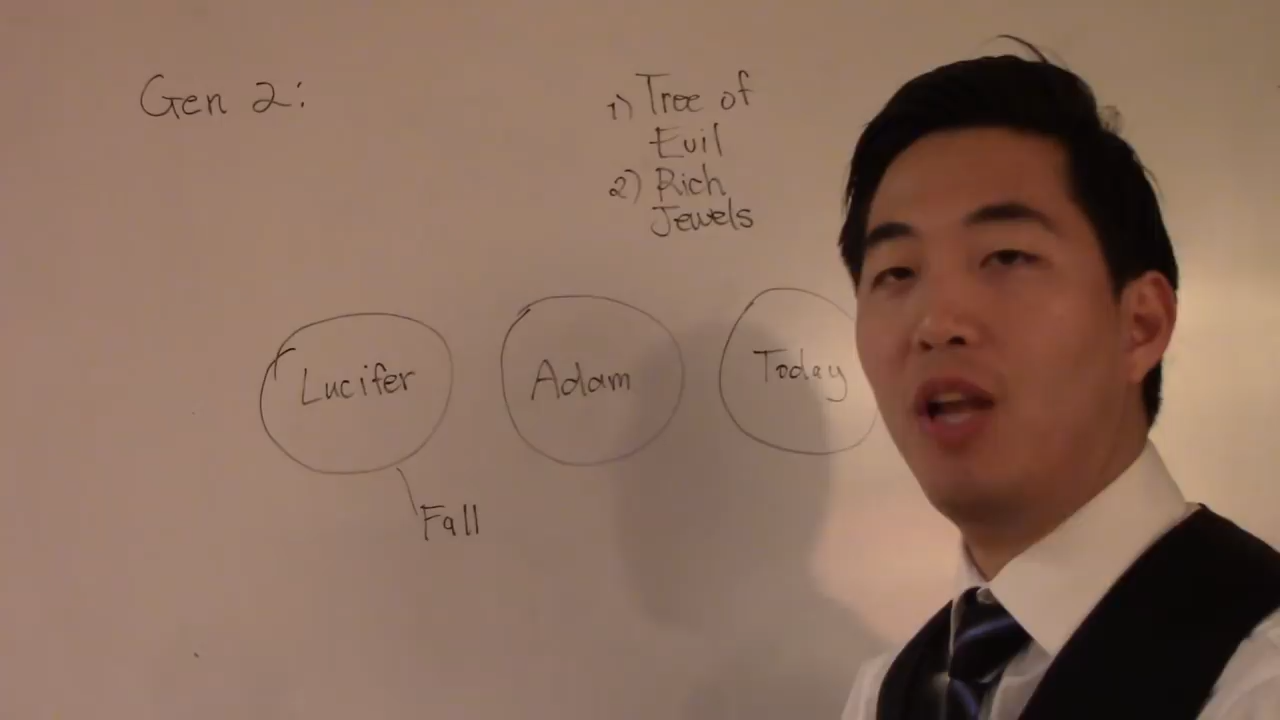 Gen 2:
1) Tree of
Evil
2) Rich
Jewels
Lucifer
Adam
Today
Fall